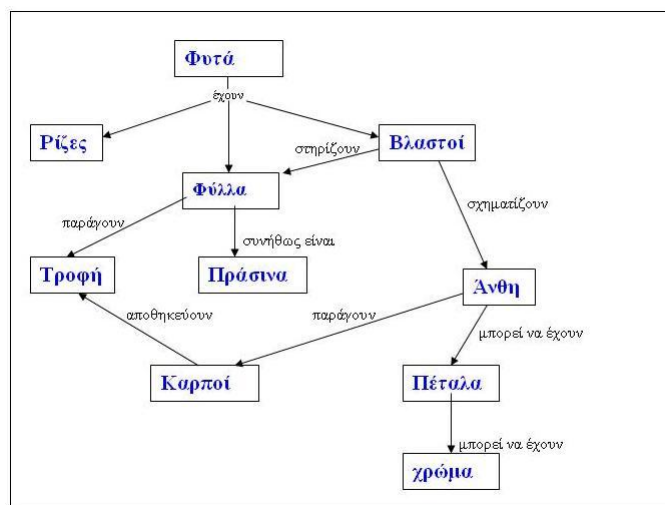 Φυτά
έχουν
Ρίζες
Βλαστοί
στηρίζουν
Φύλλα
σχηματίζουν
παράγουν
συνήθως είναι
Τροφή
Πράσινα
Άνθη
αποθηκεύουν
παράγουν
μπορεί να έχουν
Καρποί
Πέταλα
μπορεί να έχουν
χρώμα